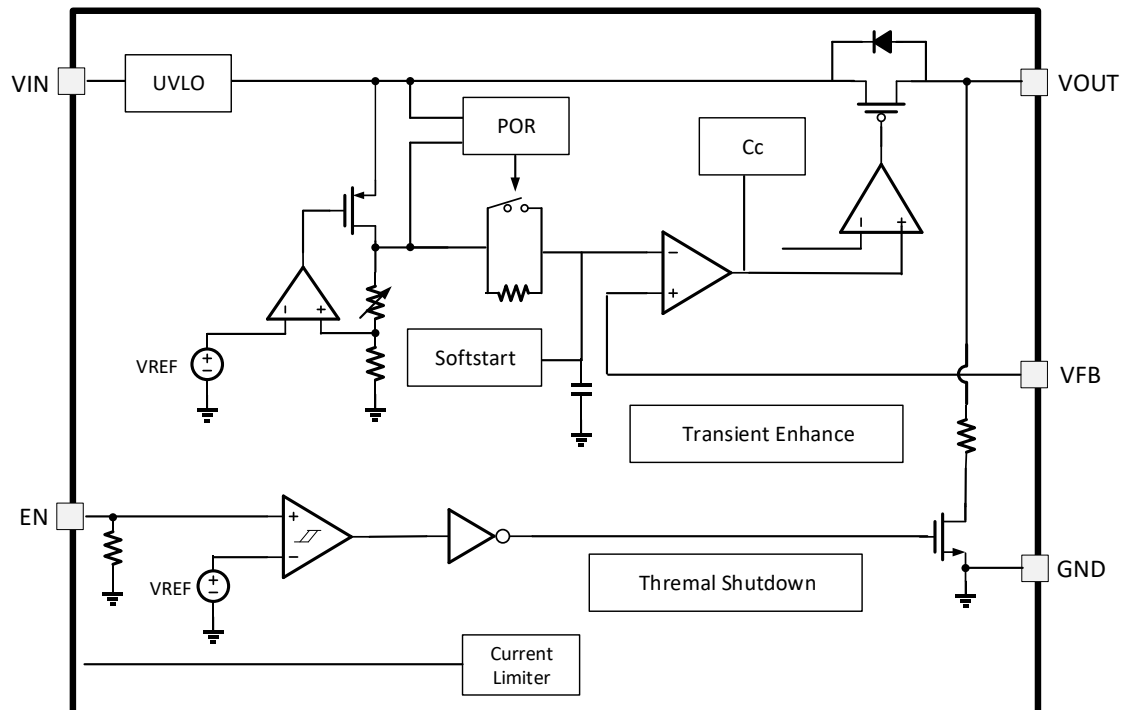 VIN
UVLO
VOUT
POR
Cc
VREF
Softstart
VFB
Transient Enhance
EN
VREF
Thremal Shutdown
GND
Current
Limiter